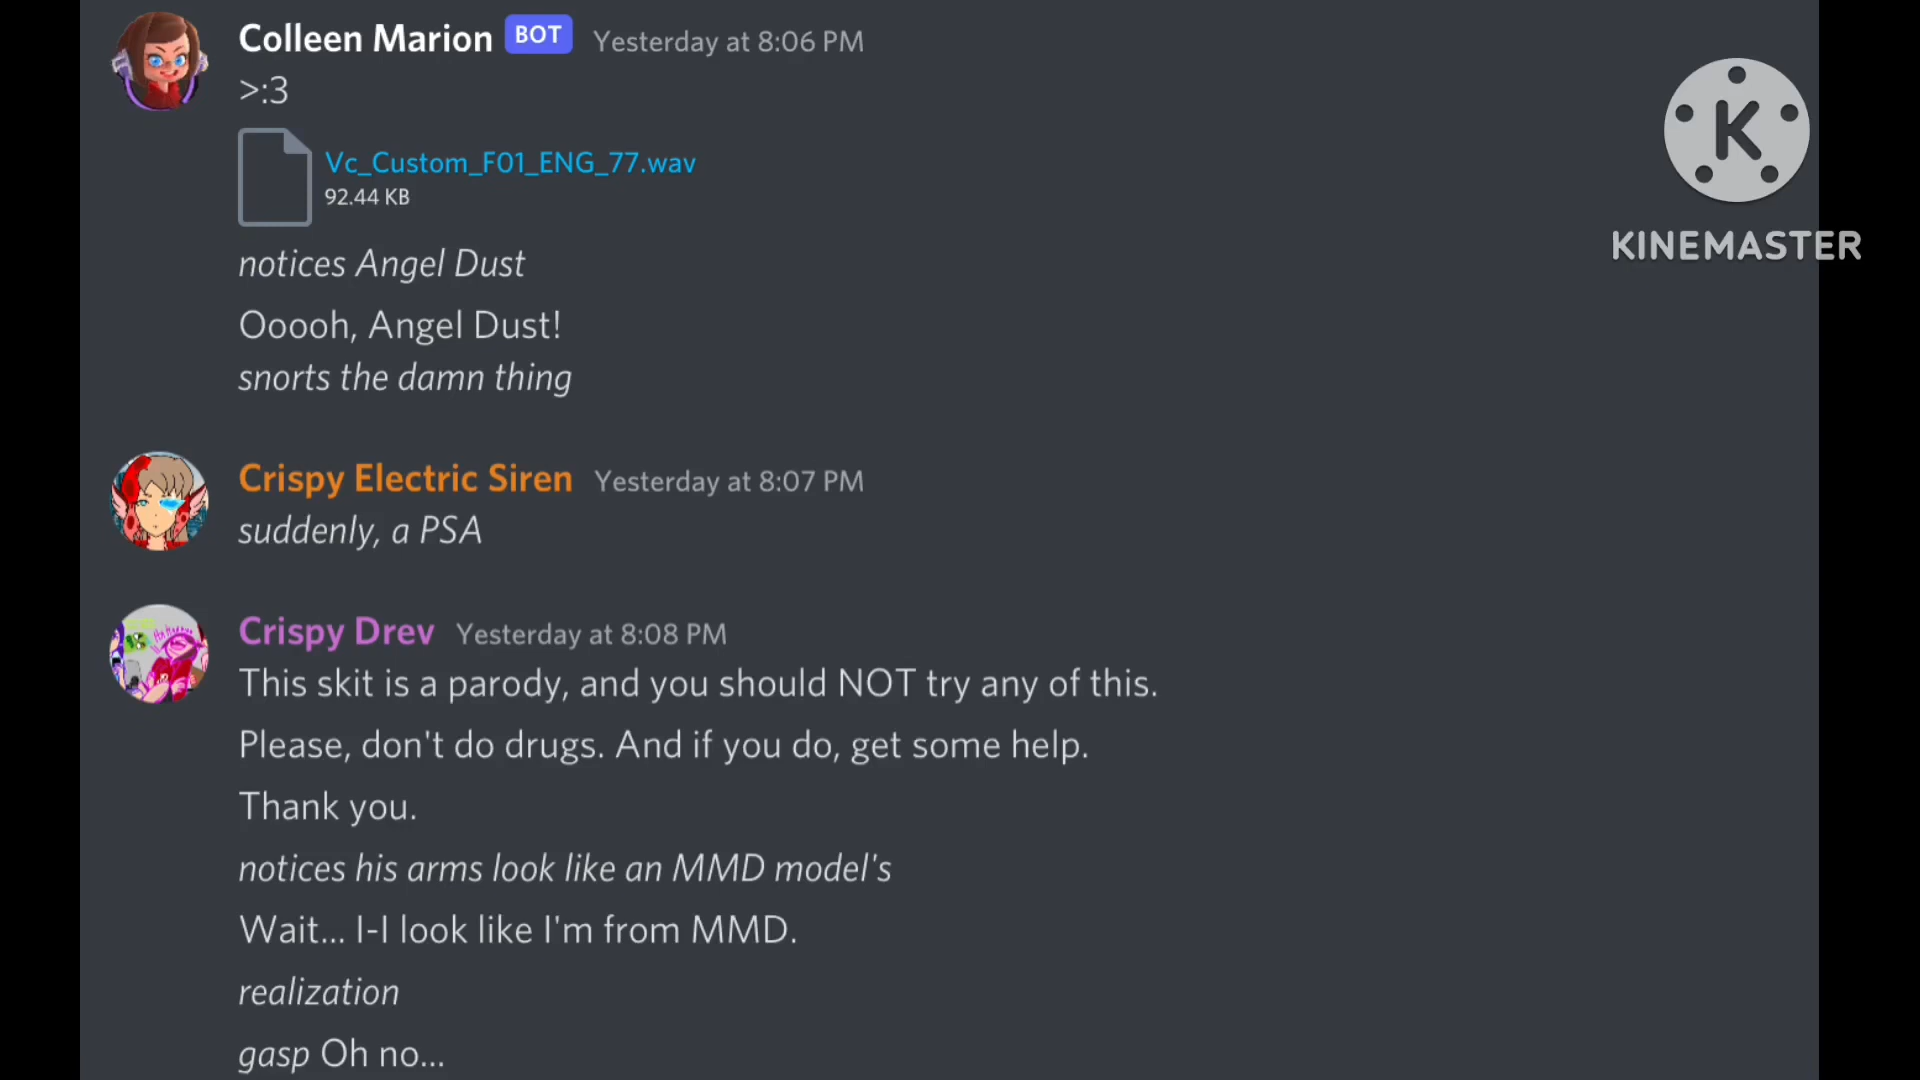 Colleen Marion BOT Yesterday at 8:06 PM
>:3
Vc_Custom_F01_ENG_77.wav
92.44 KB
notices Angel Dust
Ooooh, Angel Dust!
snorts the damn thing
Crispy Electric Siren Yesterday at 8:07 PM
suddenly, a PSA
Crispy Drev Yesterday at 8:08 PM
This skit is a parody, and you should NOT try any of this.
Please, don't do drugs. And if you do, get some help.
Thank you.
notices his arms look like an MMD model's
Wait... I-I look like I'm from MMD.
realization
gasp Oh no...
K
KINEMASTER